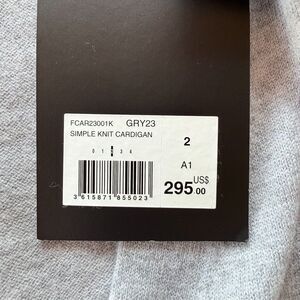 FCAR23001K GRY23
SIMPLE KNIT CARDIGAN
2
0 1 2 3 4
A1
295 US$ .00
3 615871 855023